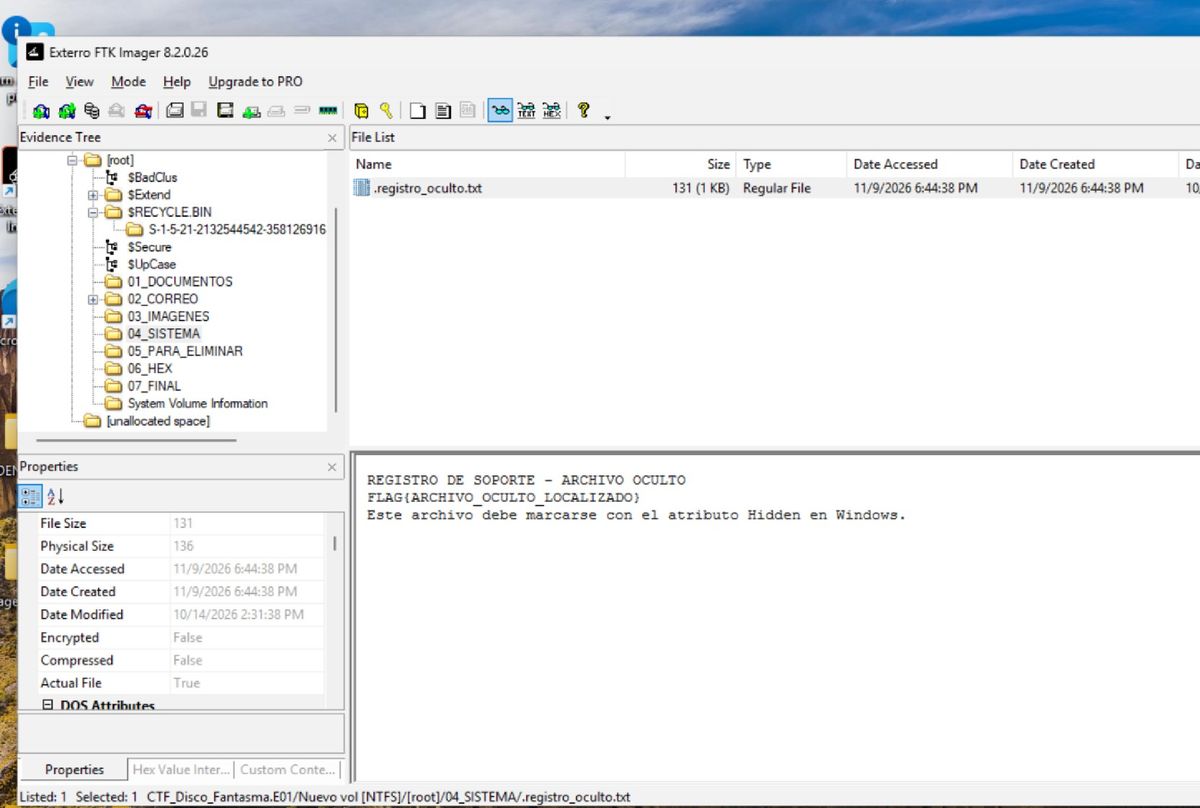 Exterro FTK Imager 8.2.0.26
File View Mode Help Upgrade to PRO
Evidence Tree
[root]
$BadClus
$Extend
$RECYCLE.BIN
S-1-5-21-2132544542-358126916
$Secure
$UpCase
01_DOCUMENTOS
02_CORREO
03_IMAGENES
04_SISTEMA
05_PARA_ELIMINAR
06_HEX
07_FINAL
System Volume Information
[unallocated space]
File List
Name Size Type Date Accessed Date Created Da
.registro_oculto.txt 131 (1 KB) Regular File 11/9/2026 6:44:38 PM 11/9/2026 6:44:38 PM 10.
Properties
File Size 131
Physical Size 136
Date Accessed 11/9/2026 6:44:38 PM
Date Created 11/9/2026 6:44:38 PM
Date Modified 10/14/2026 2:31:38 PM
Encrypted False
Compressed False
Actual File True
DOS Attributes
Properties Hex Value Inter... Custom Conte...
REGISTRO DE SOPORTE - ARCHIVO OCULTO
FLAG{ARCHIVO_OCULTO_LOCALIZADO}
Este archivo debe marcarse con el atributo Hidden en Windows.
Listed: 1 Selected: 1 CTF_Disco_Fantasma.E01/Nuevo vol [NTFS]/[root]/04_SISTEMA/.registro_oculto.txt